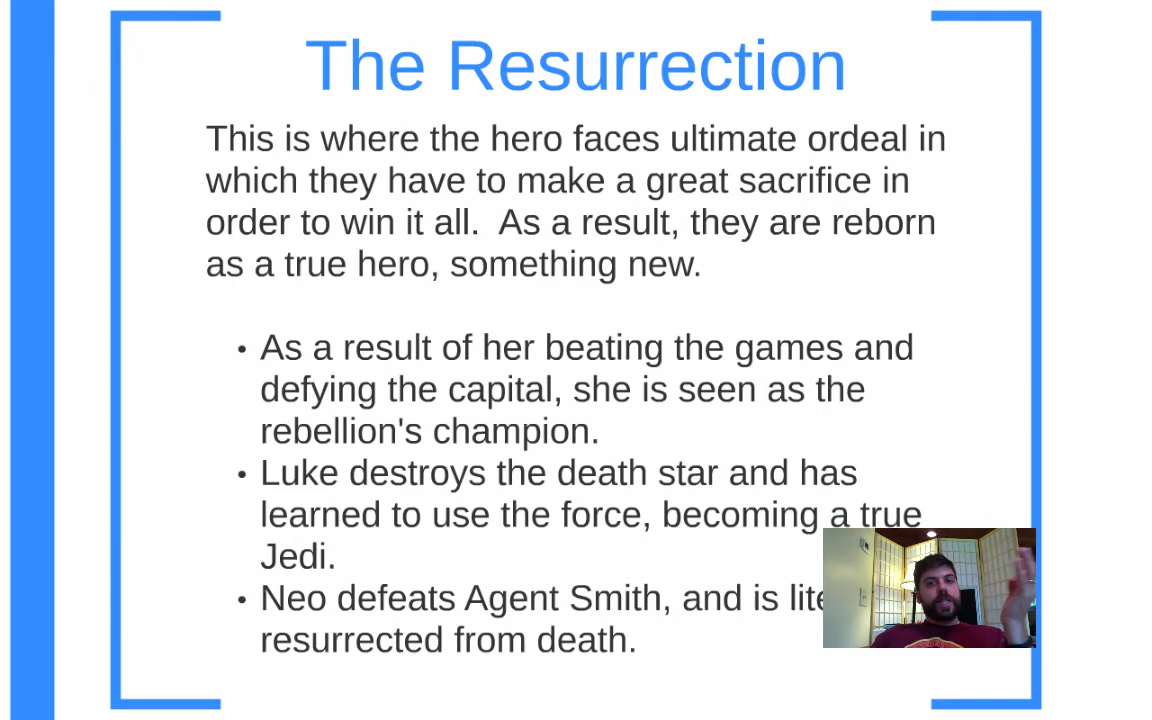 The Resurrection
This is where the hero faces ultimate ordeal in
which they have to make a great sacrifice in
order to win it all.  As a result, they are reborn
as a true hero, something new.
• As a result of her beating the games and
defying the capital, she is seen as the
rebellion's champion.
• Luke destroys the death star and has
learned to use the force, becoming a true
Jedi.
• Neo defeats Agent Smith, and is
resurrected from death.